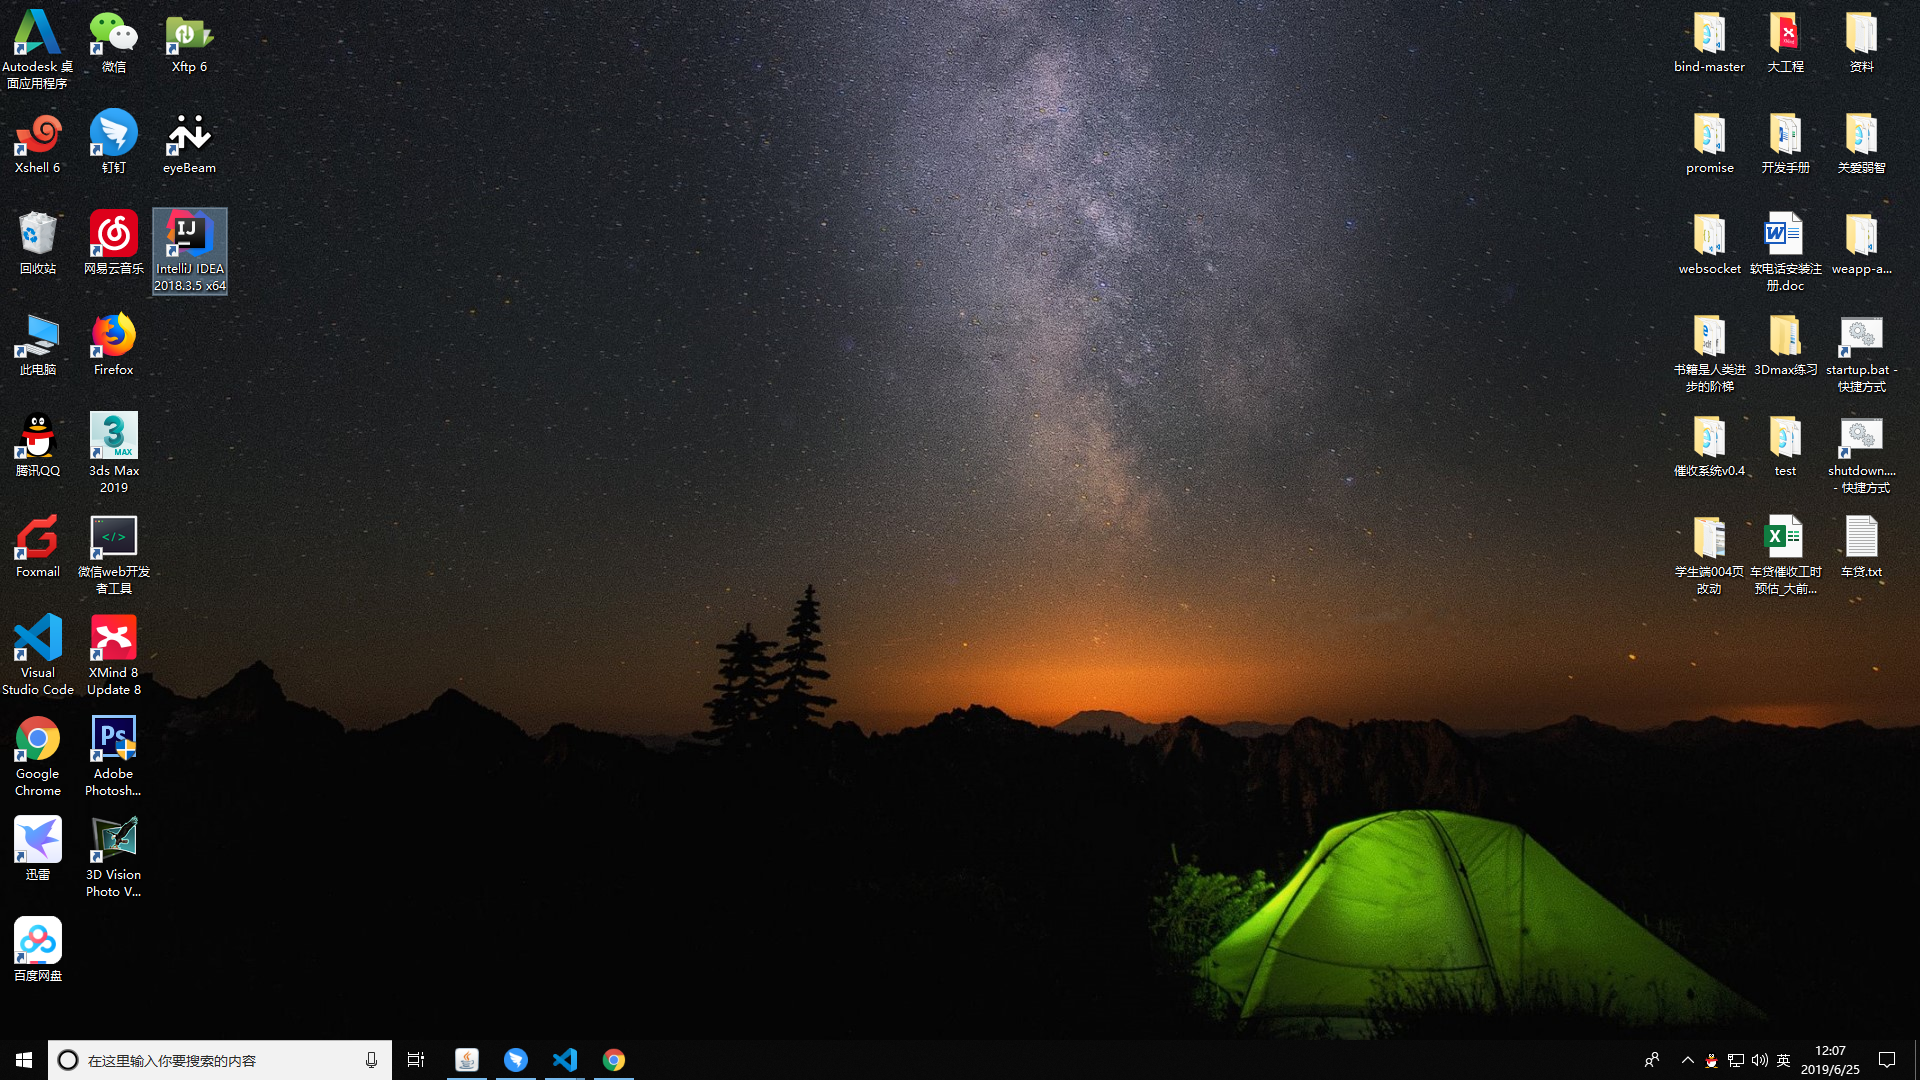 Autodesk 桌
面应用程序
微信
Xftp 6
Xshell 6
钉钉
eyeBeam
回收站
网易云音乐
IJ
IntelliJ IDEA
2018.3.5 x64
此电脑
Firefox
腾讯QQ
3
MAX
3ds Max
2019
Foxmail
</>
微信web开发
者工具
Visual
Studio Code
XMind 8
Update 8
Google
Chrome
Ps
Adobe
Photosh...
迅雷
3D Vision
Photo V...
百度网盘
bind-master
大工程
资料
promise
开发手册
关爱弱智
websocket
W
软电话安装注
册.doc
weapp-a...
书籍是人类进
步的阶梯
3Dmax练习
startup.bat -
快捷方式
催收系统v0.4
test
shutdown....
- 快捷方式
学生端004页
改动
X
车贷催收工时
预估_大前...
车贷.txt
在这里输入你要搜索的内容
英
12:07
2019/6/25